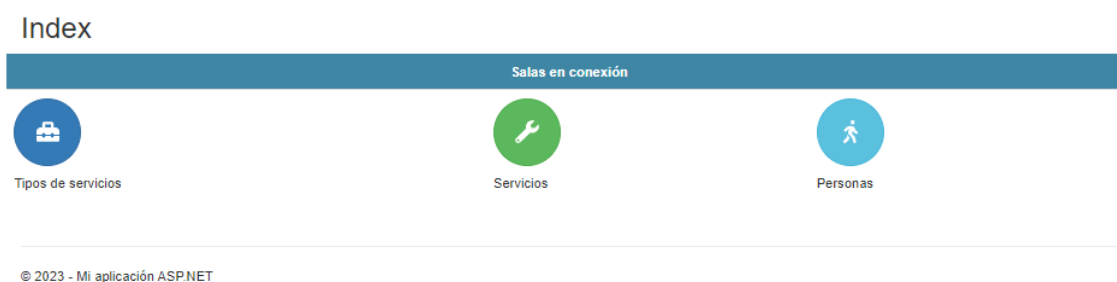 Index
Salas en conexión
Tipos de servicios
Servicios
Personas
© 2023 - Mi aplicación ASP.NET